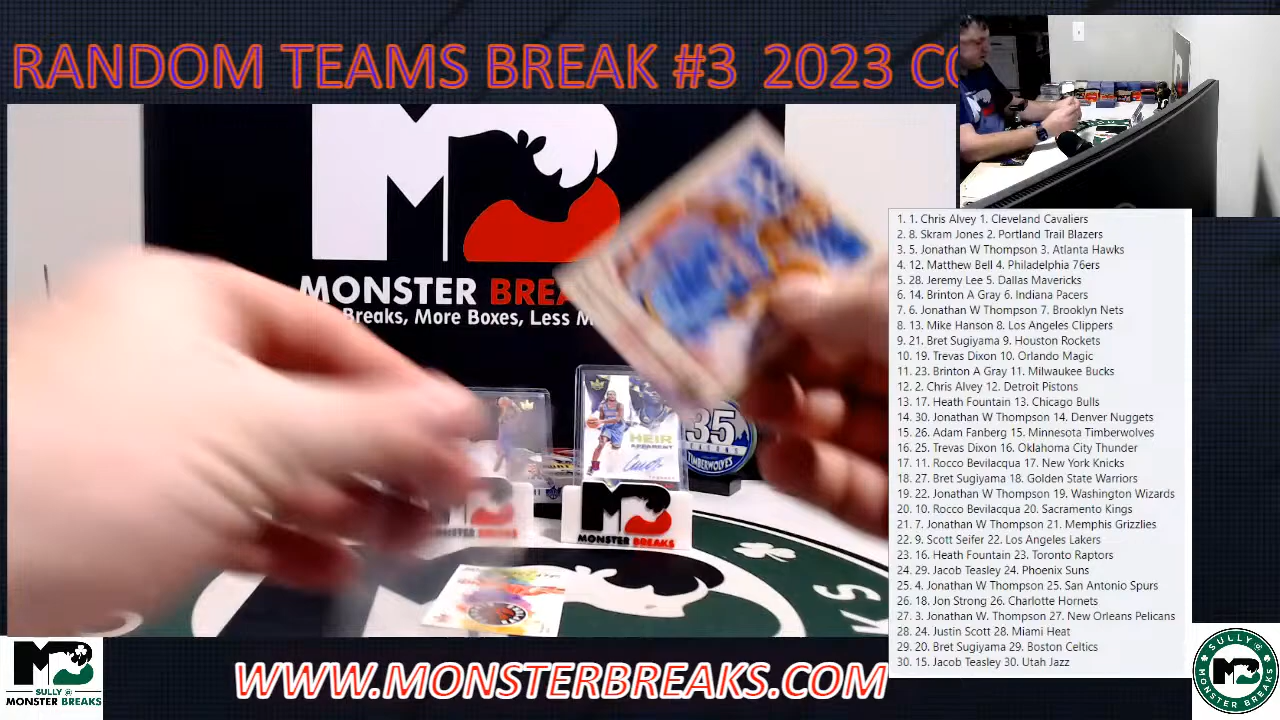 RANDOM TEAMS BREAK #3 2023
MONSTER BREA
Breaks, More Boxes, Less M
HEIR
APPARENT
35
SEASONS
TIMBERWOLVES
MONSTER BREAKS
MONSTER BREAKS
KS
1. 1. Chris Alvey 1. Cleveland Cavaliers
2. 8. Skram Jones 2. Portland Trail Blazers
3. 5. Jonathan W Thompson 3. Atlanta Hawks
4. 12. Matthew Bell 4. Philadelphia 76ers
5. 28. Jeremy Lee 5. Dallas Mavericks
6. 14. Brinton A Gray 6. Indiana Pacers
7. 6. Jonathan W Thompson 7. Brooklyn Nets
8. 13. Mike Hanson 8. Los Angeles Clippers
9. 21. Bret Sugiyama 9. Houston Rockets
10. 19. Trevas Dixon 10. Orlando Magic
11. 23. Brinton A Gray 11. Milwaukee Bucks
12. 2. Chris Alvey 12. Detroit Pistons
13. 17. Heath Fountain 13. Chicago Bulls
14. 30. Jonathan W Thompson 14. Denver Nuggets
15. 26. Adam Fanberg 15. Minnesota Timberwolves
16. 25. Trevas Dixon 16. Oklahoma City Thunder
17. 11. Rocco Bevilacqua 17. New York Knicks
18. 27. Bret Sugiyama 18. Golden State Warriors
19. 22. Jonathan W Thompson 19. Washington Wizards
20. 10. Rocco Bevilacqua 20. Sacramento Kings
21. 7. Jonathan W Thompson 21. Memphis Grizzlies
22. 9. Scott Seifer 22. Los Angeles Lakers
23. 16. Heath Fountain 23. Toronto Raptors
24. 29. Jacob Teasley 24. Phoenix Suns
25. 4. Jonathan W Thompson 25. San Antonio Spurs
26. 18. Jon Strong 26. Charlotte Hornets
27. 3. Jonathan W. Thompson 27. New Orleans Pelicans
28. 24. Justin Scott 28. Miami Heat
29. 20. Bret Sugiyama 29. Boston Celtics
30. 15. Jacob Teasley 30. Utah Jazz
SULLY @
MONSTER BREAKS
WWW.MONSTERBREAKS.COM
SULLY @
MONSTER BREAKS